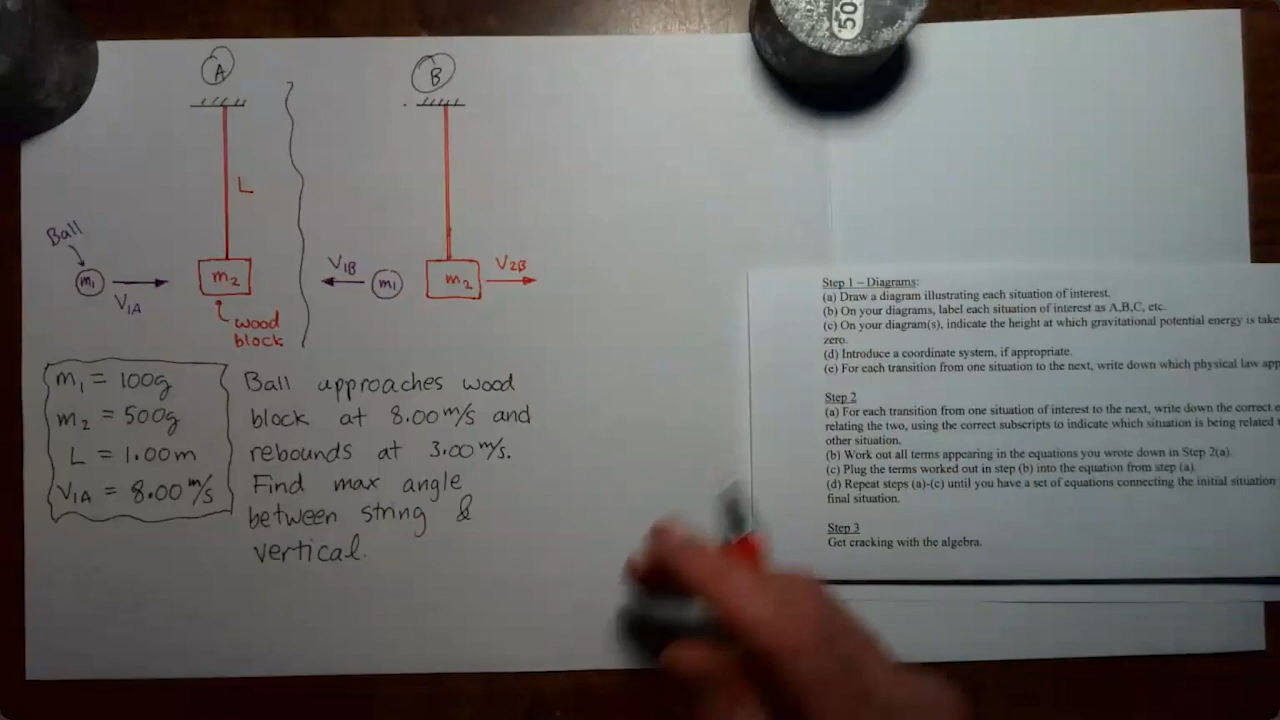 A
B
L
Ball
m1
V1A
m2
wood
block
V1B
m1
m2
V2B
m1 = 100g
m2 = 500g
L = 1.00m
V1A = 8.00 m/s
Ball approaches wood
block at 8.00 m/s and
rebounds at 3.00 m/s.
Find max angle
between string &
vertical.
50
Step 1 – Diagrams:
(a) Draw a diagram illustrating each situation of interest.
(b) On your diagrams, label each situation of interest as A,B,C, etc.
(c) On your diagram(s), indicate the height at which gravitational potential energy is take
zero.
(d) Introduce a coordinate system, if appropriate.
(e) For each transition from one situation to the next, write down which physical law app
Step 2
(a) For each transition from one situation of interest to the next, write down the correct e
relating the two, using the correct subscripts to indicate which situation is being related
other situation.
(b) Work out all terms appearing in the equations you wrote down in Step 2(a).
(c) Plug the terms worked out in step (b) into the equation from step (a).
(d) Repeat steps (a)-(c) until you have a set of equations connecting the initial situation
final situation.
Step 3
Get cracking with the algebra.